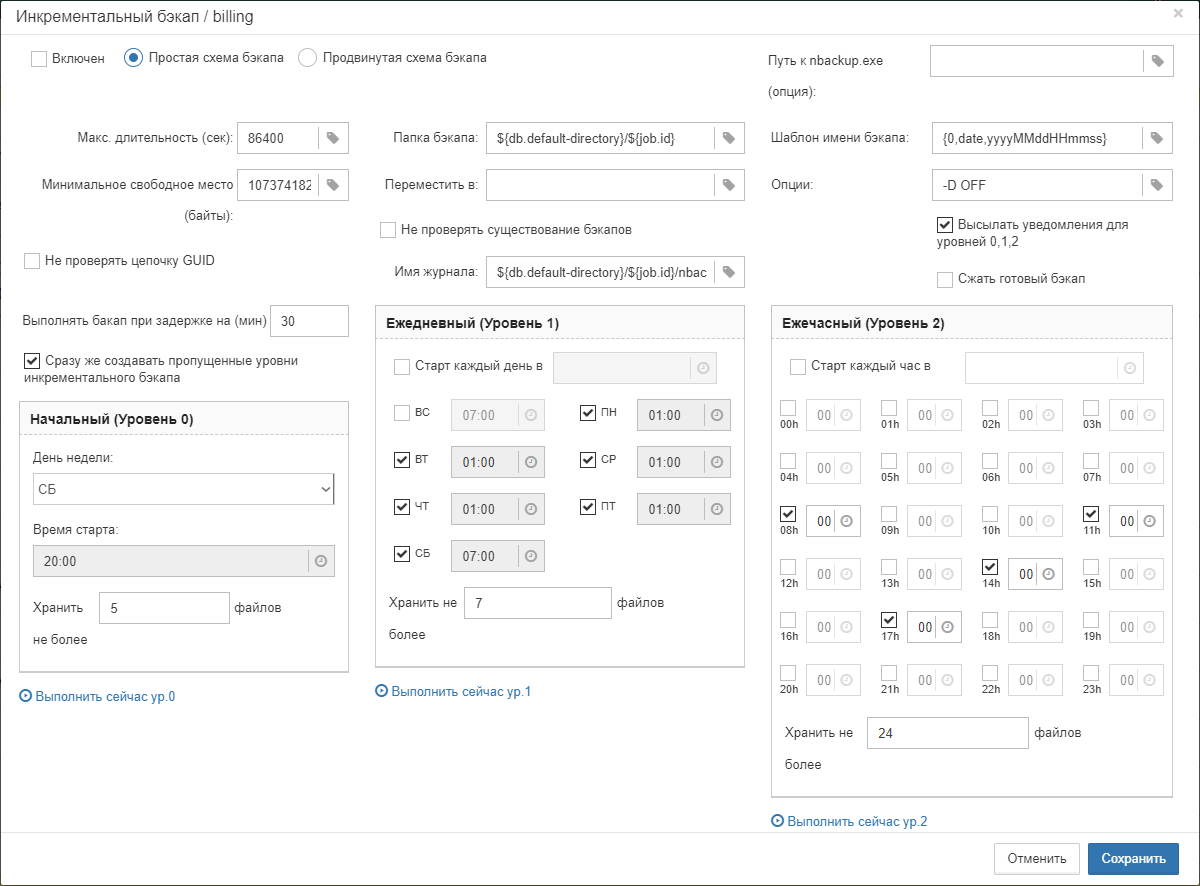 Инкрементальный бэкап / billing
Включен Простая схема бэкапа Продвинутая схема бэкапа
Путь к nbackup.exe
(опция):
Макс. длительность (сек): 86400
Папка бэкапа: ${db.default-directory}/${job.id}
Шаблон имени бэкапа: {0,date,yyyyMMddHHmmss}
Минимальное свободное место
(байты): 107374182
Переместить в:
Опции: -D OFF
Не проверять существование бэкапов
Высылать уведомления для
уровней 0,1,2
Не проверять цепочку GUID
Имя журнала: ${db.default-directory}/${job.id}/nbac
Сжать готовый бэкап
Выполнять бакап при задержке на (мин) 30
Сразу же создавать пропущенные уровни
инкрементального бэкапа
Начальный (Уровень 0)
День недели:
СБ
Время старта:
20:00
Хранить 5 файлов
не более
Выполнить сейчас ур.0
Ежедневный (Уровень 1)
Старт каждый день в
ВС 07:00 ПН 01:00
ВТ 01:00 СР 01:00
ЧТ 01:00 ПТ 01:00
СБ 07:00
Хранить не 7 файлов
более
Выполнить сейчас ур.1
Ежечасный (Уровень 2)
Старт каждый час в
00h 00 01h 00 02h 00 03h 00
04h 00 05h 00 06h 00 07h 00
08h 00 09h 00 10h 00 11h 00
12h 00 13h 00 14h 00 15h 00
16h 00 17h 00 18h 00 19h 00
20h 00 21h 00 22h 00 23h 00
Хранить не 24 файлов
более
Выполнить сейчас ур.2
Отменить Сохранить